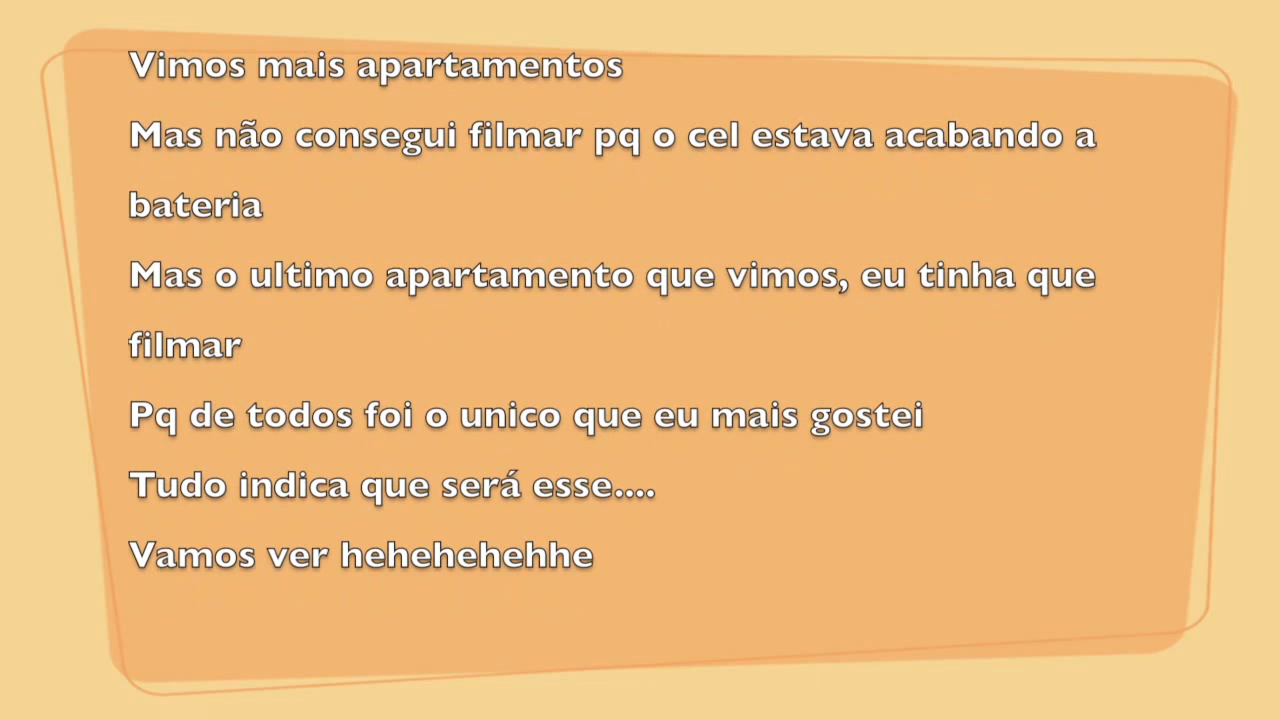 Vimos mais apartamentos
Mas não consegui filmar pq o cel estava acabando a
bateria
Mas o ultimo apartamento que vimos, eu tinha que
filmar
Pq de todos foi o unico que eu mais gostei
Tudo indica que será esse....
Vamos ver hehehehehhe